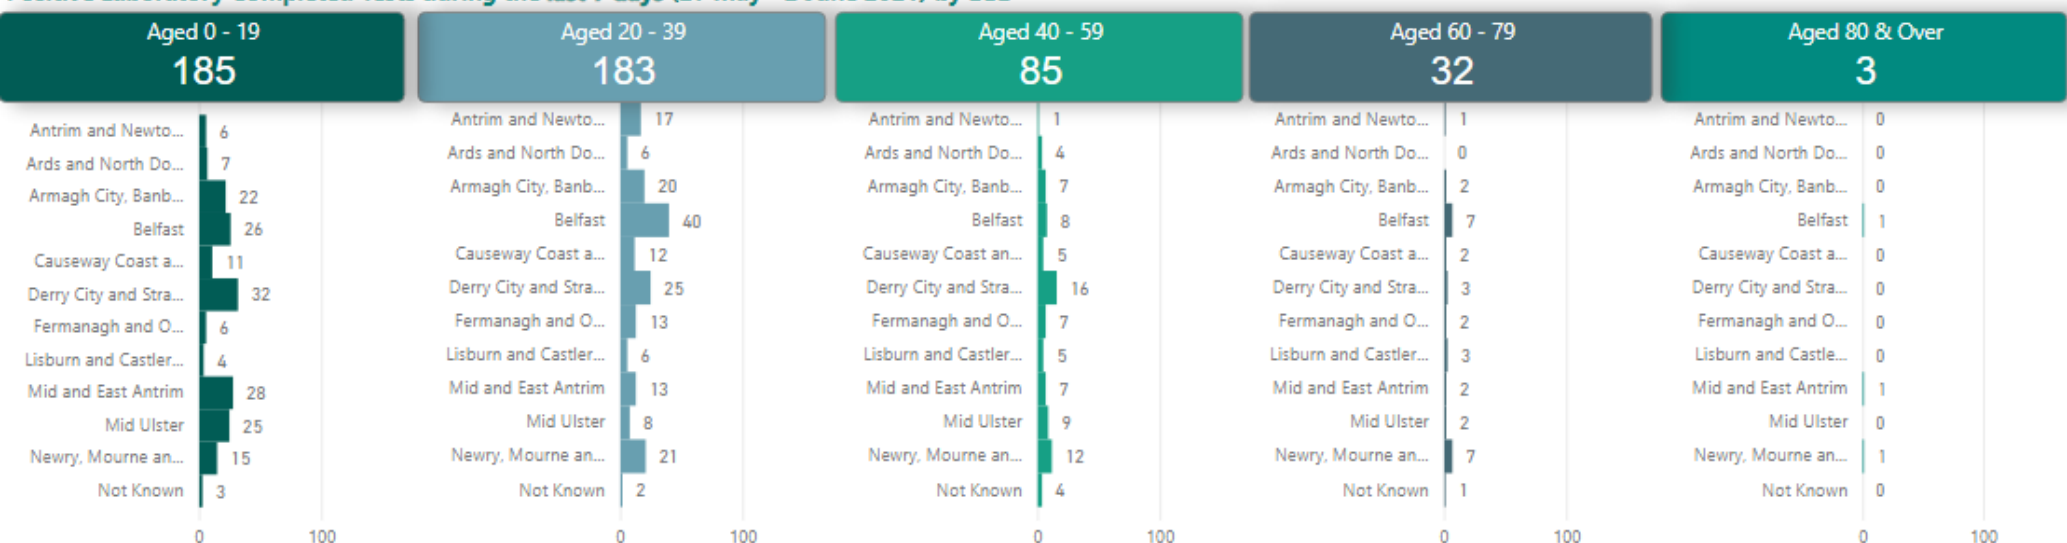 Aged 0 - 19
185
Antrim and Newto... 6
Ards and North Do... 7
Armagh City, Banb... 22
Belfast 26
Causeway Coast a... 11
Derry City and Stra... 32
Fermanagh and O... 6
Lisburn and Castler... 4
Mid and East Antrim 28
Mid Ulster 25
Newry, Mourne an... 15
Not Known 3
0 100
Aged 20 - 39
183
Antrim and Newto... 17
Ards and North Do... 6
Armagh City, Banb... 20
Belfast 40
Causeway Coast a... 12
Derry City and Stra... 25
Fermanagh and O... 13
Lisburn and Castler... 6
Mid and East Antrim 13
Mid Ulster 8
Newry, Mourne an... 21
Not Known 2
0 100
Aged 40 - 59
85
Antrim and Newto... 1
Ards and North Do... 4
Armagh City, Banb... 7
Belfast 8
Causeway Coast an... 5
Derry City and Stra... 16
Fermanagh and O... 7
Lisburn and Castler... 5
Mid and East Antrim 7
Mid Ulster 9
Newry, Mourne an... 12
Not Known 4
0 100
Aged 60 - 79
32
Antrim and Newto... 1
Ards and North Do... 0
Armagh City, Banb... 2
Belfast 7
Causeway Coast a... 2
Derry City and Stra... 3
Fermanagh and O... 2
Lisburn and Castler... 3
Mid and East Antrim 2
Mid Ulster 2
Newry, Mourne an... 7
Not Known 1
0 100
Aged 80 & Over
3
Antrim and Newto... 0
Ards and North Do... 0
Armagh City, Banb... 0
Belfast 1
Causeway Coast a... 0
Derry City and Stra... 0
Fermanagh and O... 0
Lisburn and Castle... 0
Mid and East Antrim 1
Mid Ulster 0
Newry, Mourne an... 1
Not Known 0
0 100